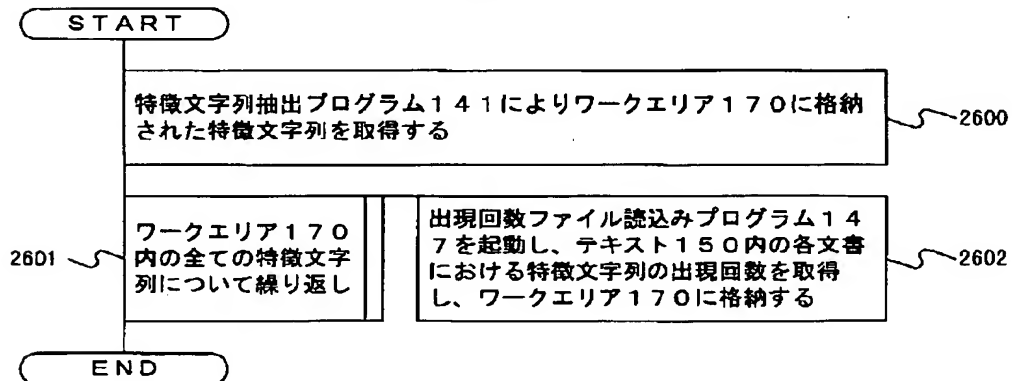 START
特徴文字列抽出プログラム141によりワークエリア170に格納
された特徴文字列を取得する
2600
2601
ワークエリア170
内の全ての特徴文字
列について繰り返し
出現回数ファイル読込みプログラム14
7を起動し、テキスト150内の各文書
における特徴文字列の出現回数を取得
し、ワークエリア170に格納する
2602
END